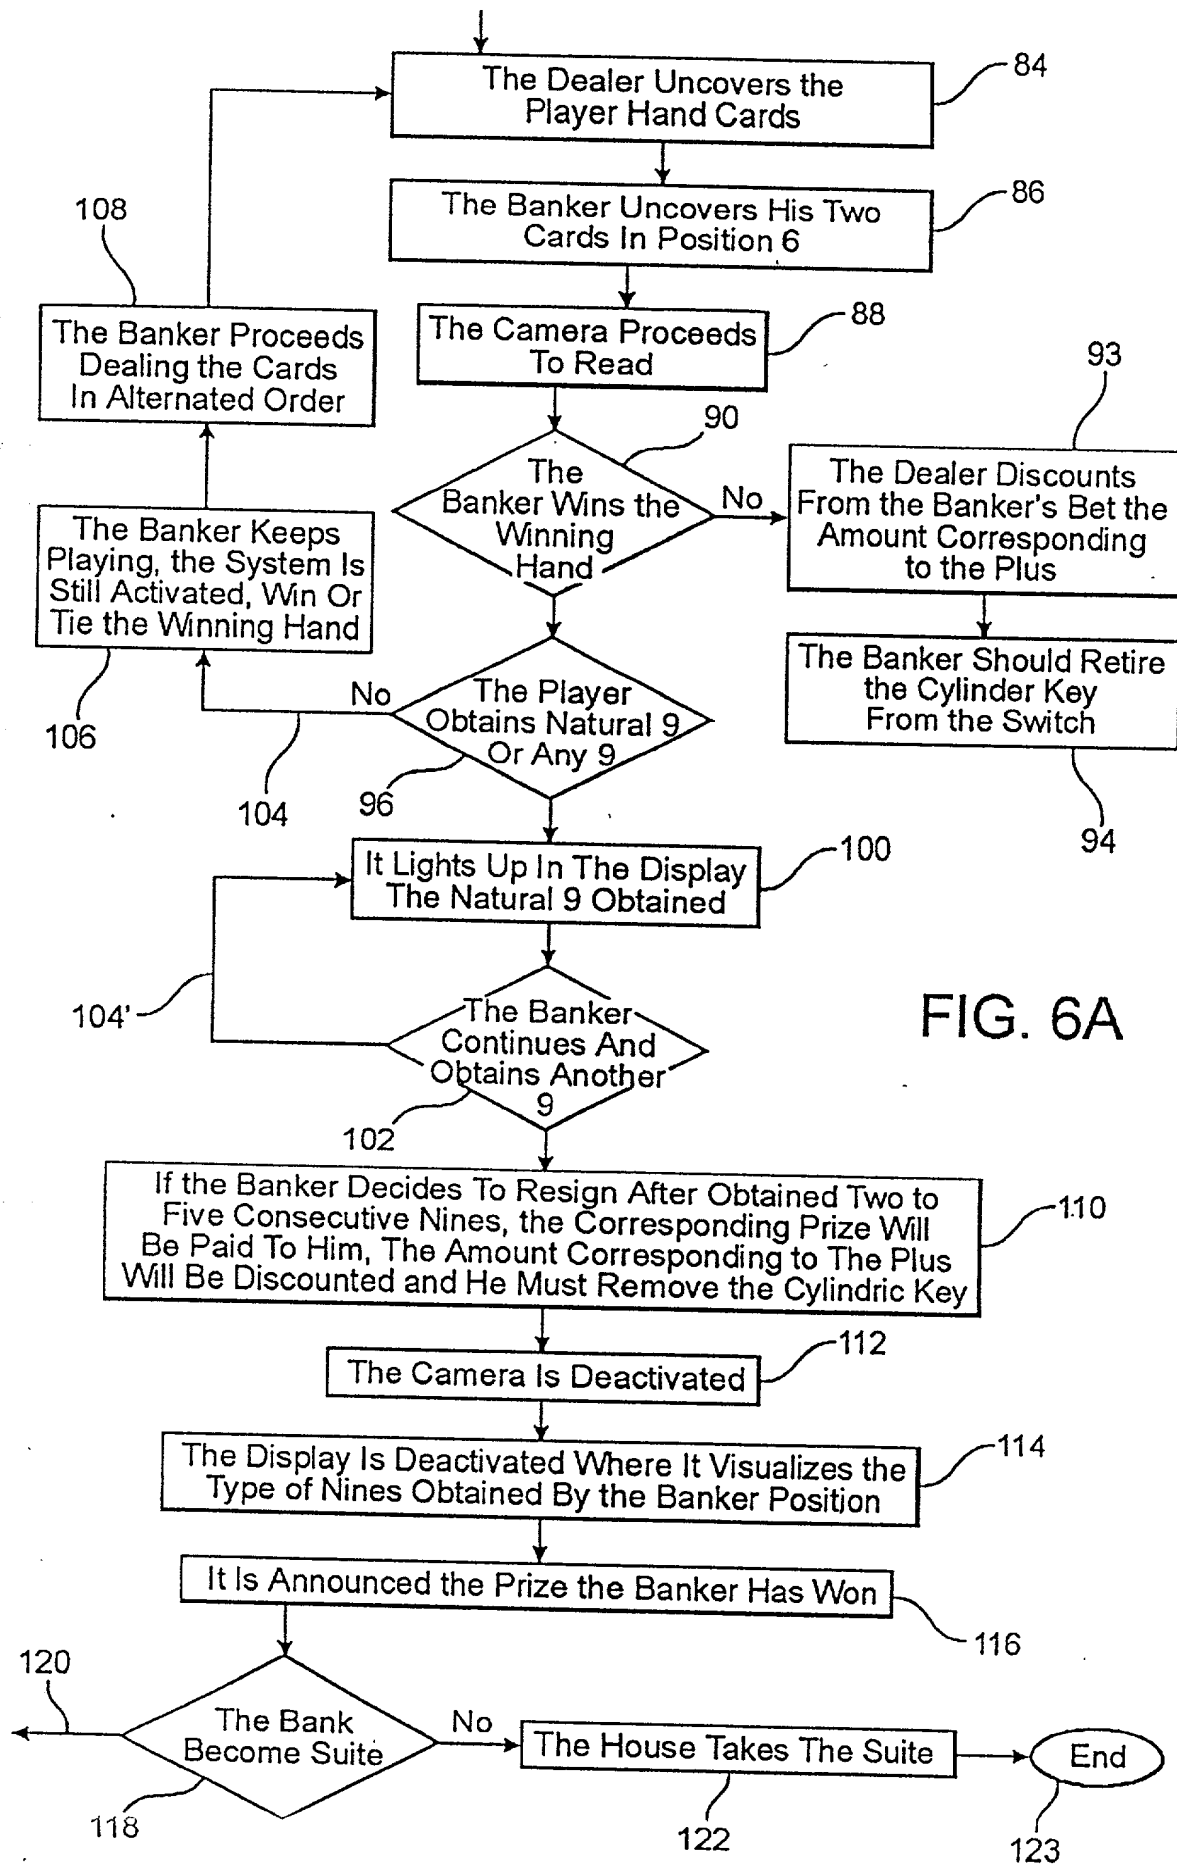 The Dealer Uncovers the
Player Hand Cards
84
The Banker Uncovers His Two
Cards In Position 6
86
108
The Banker Proceeds
Dealing the Cards
In Alternated Order
The Camera Proceeds
To Read
88
90
The
Banker Wins the
Winning
Hand
No
93
The Dealer Discounts
From the Banker's Bet the
Amount Corresponding
to the Plus
The Banker Keeps
Playing, the System Is
Still Activated, Win Or
Tie the Winning Hand
106
The Banker Should Retire
the Cylinder Key
From the Switch
94
No
104
The Player
Obtains Natural 9
Or Any 9
96
It Lights Up In The Display
The Natural 9 Obtained
100
104'
The Banker
Continues And
Obtains Another
9
102
FIG. 6A
If the Banker Decides To Resign After Obtained Two to
Five Consecutive Nines, the Corresponding Prize Will
Be Paid To Him, The Amount Corresponding to The Plus
Will Be Discounted and He Must Remove the Cylindric Key
110
The Camera Is Deactivated
112
The Display Is Deactivated Where It Visualizes the
Type of Nines Obtained By the Banker Position
114
It Is Announced the Prize the Banker Has Won
116
120
The Bank
Become Suite
118
No
The House Takes The Suite
122
End
123